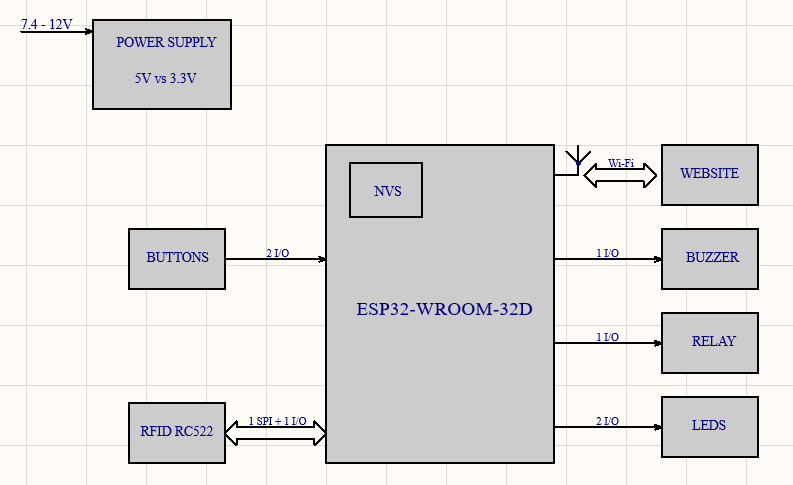 7.4 - 12V
POWER SUPPLY
5V vs 3.3V
NVS
Wi-Fi
WEBSITE
BUTTONS
2 I/O
1 I/O
BUZZER
ESP32-WROOM-32D
1 I/O
RELAY
RFID RC522
1 SPI + 1 I/O
2 I/O
LEDS